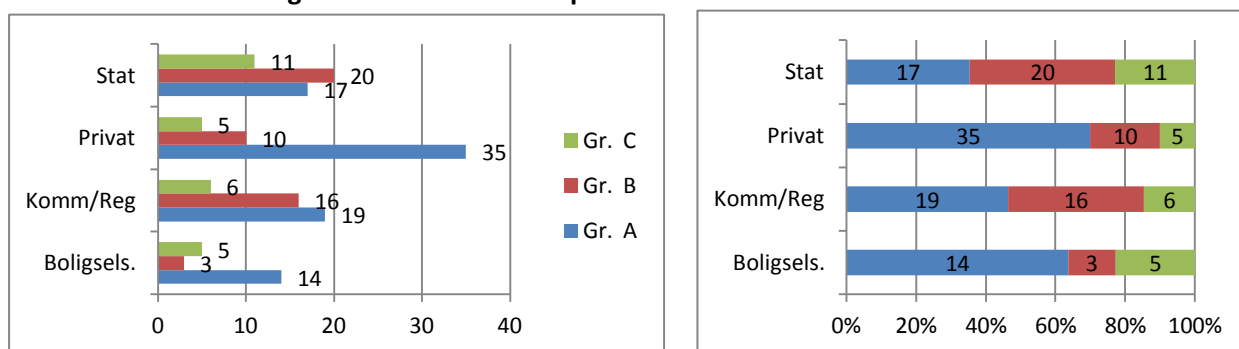 Stat
11
20
17
Privat
5
10
35
Komm/Reg
6
16
19
Boligsels.
5
3
14
0 10 20 30 40
Gr. C
Gr. B
Gr. A
Stat 17 20 11
Privat 35 10 5
Komm/Reg 19 16 6
Boligsels. 14 3 5
0% 20% 40% 60% 80% 100%